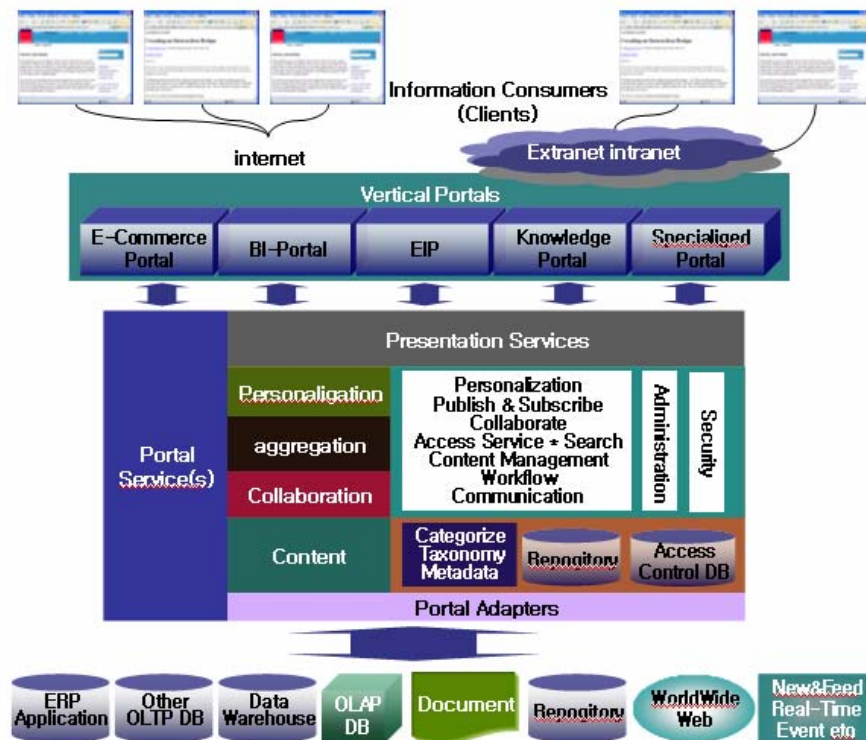 Information Consumers
(Clients)
internet
Extranet intranet
Vertical Portals
E-Commerce
Portal
BI-Portal
EIP
Knowledge
Portal
Specialiged
Portal
Portal
Service(s)
Presentation Services
Personaligation
aggregation
Collaboration
Content
Personalization
Publish & Subscribe
Collaborate
Access Service * Search
Content Management
Workflow
Communication
Administration
Security
Categorize
Taxonomy
Metadata
Repogitory
Access
Control DB
Portal Adapters
ERP
Application
Other
OLTP DB
Data
Warehouse
OLAP
DB
Document
Repogitory
WorldWide
Web
New&Feed
Real-Time
Event etc